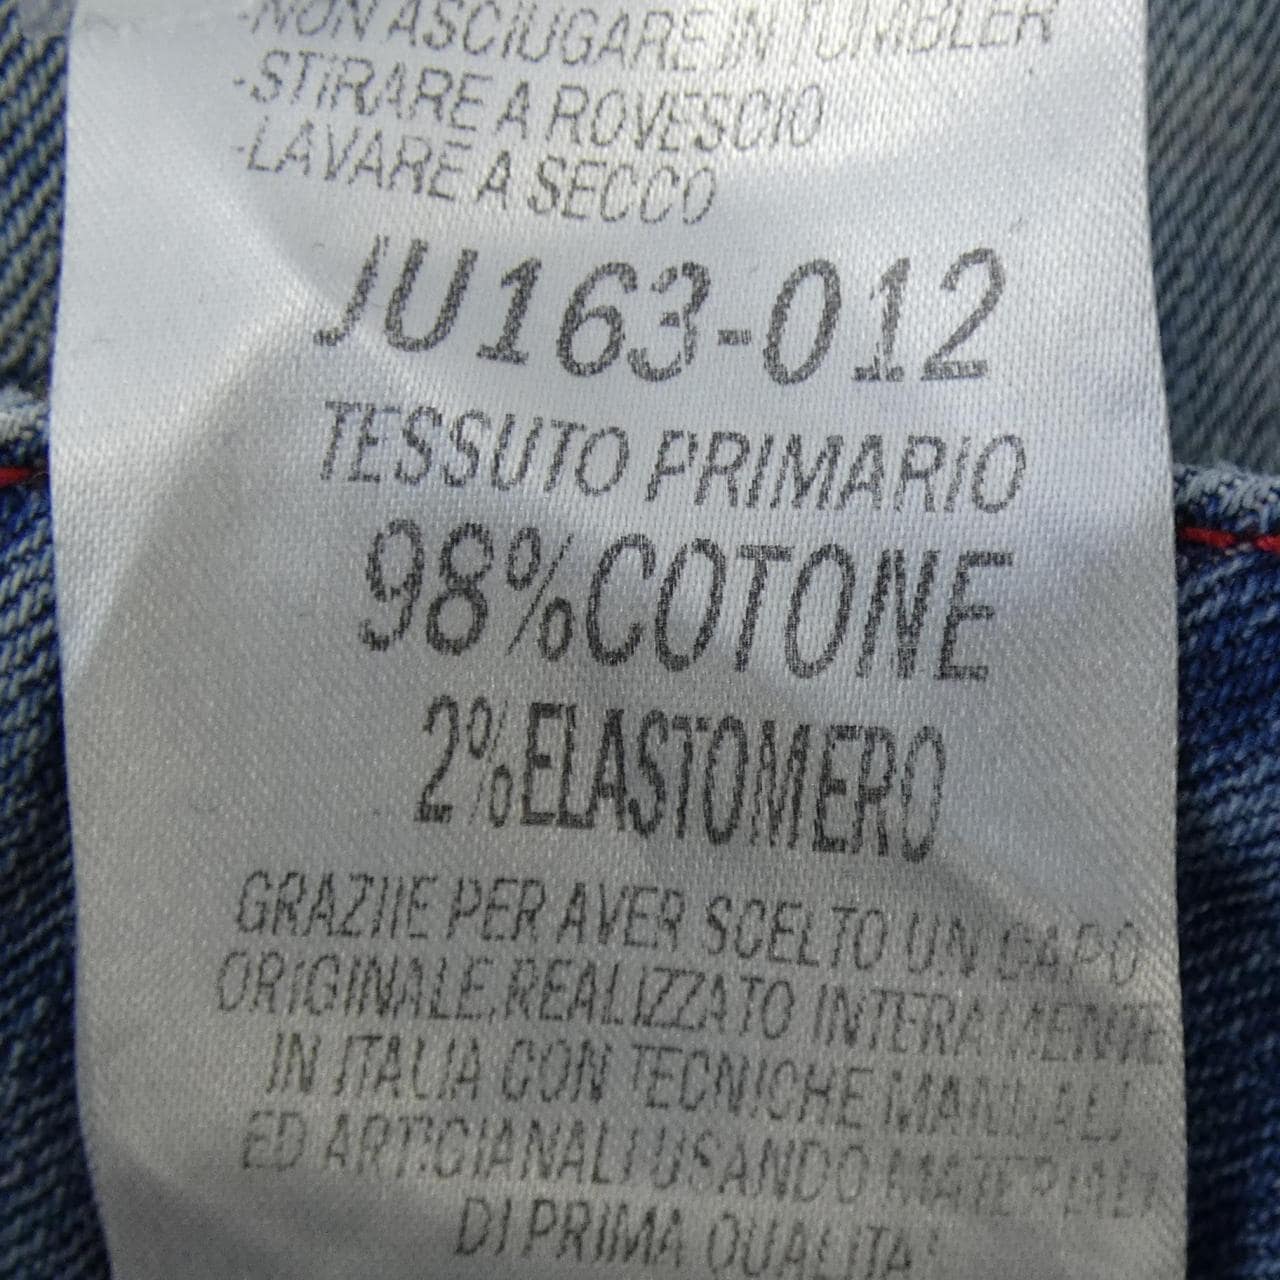 -NON ASCIUGARE IN TUMBLER
-STIRARE A ROVESCIO
-LAVARE A SECCO
JU163-012
TESSUTO PRIMARIO
98%COTONE
2%ELASTOMERO
GRAZIIE PER AVER SCELTO UN CAPO
ORIGINALE,REALIZZATO INTERAMENTE
IN ITALIA CON TECNICHE MANUALI
ED ARTIGIANALI USANDO MATERIALI
DI PRIMA QUALITA'